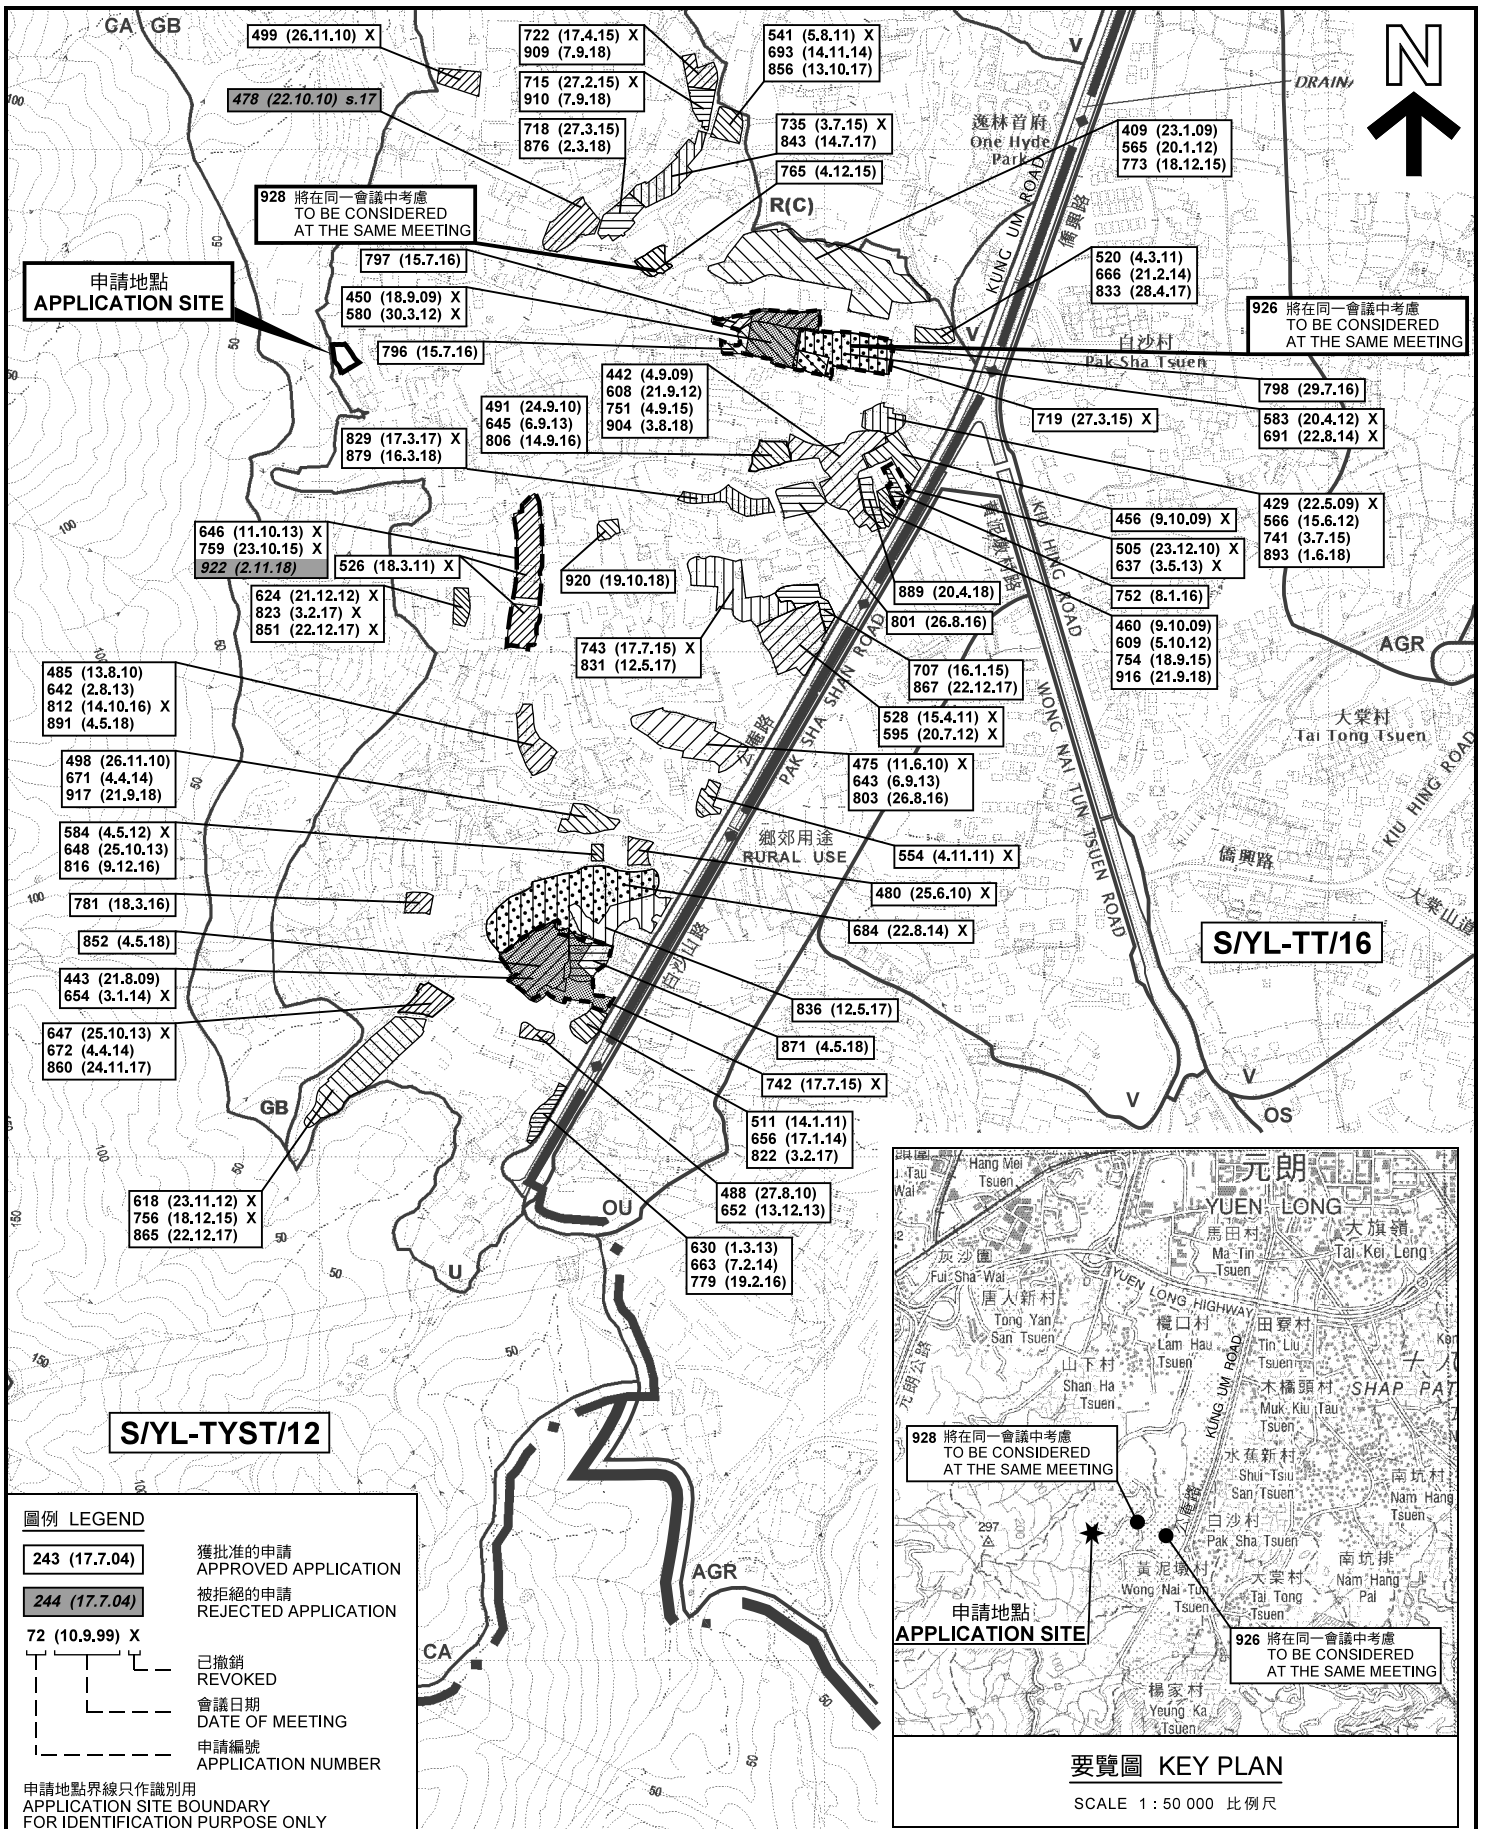 CA GB
499 (26.11.10) X
478 (22.10.10) s.17
722 (17.4.15) X
909 (7.9.18)
715 (27.2.15) X
910 (7.9.18)
718 (27.3.15)
876 (2.3.18)
541 (5.8.11) X
693 (14.11.14)
856 (13.10.17)
735 (3.7.15) X
843 (14.7.17)
765 (4.12.15)
R(C)
V
DRAIN
N
逸林首府
One Hyde
Park
KUNG UM ROAD
僑興路
409 (23.1.09)
565 (20.1.12)
773 (18.12.15)
928 將在同一會議中考慮
TO BE CONSIDERED
AT THE SAME MEETING
申請地點
APPLICATION SITE
797 (15.7.16)
450 (18.9.09) X
580 (30.3.12) X
796 (15.7.16)
520 (4.3.11)
666 (21.2.14)
833 (28.4.17)
926 將在同一會議中考慮
TO BE CONSIDERED
AT THE SAME MEETING
V
白沙村
Pak Sha Tsuen
798 (29.7.16)
719 (27.3.15) X
583 (20.4.12) X
691 (22.8.14) X
442 (4.9.09)
608 (21.9.12)
751 (4.9.15)
904 (3.8.18)
491 (24.9.10)
645 (6.9.13)
806 (14.9.16)
829 (17.3.17) X
879 (16.3.18)
429 (22.5.09) X
566 (15.6.12)
741 (3.7.15)
893 (1.6.18)
456 (9.10.09) X
505 (23.12.10) X
637 (3.5.13) X
752 (8.1.16)
460 (9.10.09)
609 (5.10.12)
754 (18.9.15)
916 (21.9.18)
646 (11.10.13) X
759 (23.10.15) X
922 (2.11.18)
526 (18.3.11) X
624 (21.12.12) X
823 (3.2.17) X
851 (22.12.17) X
920 (19.10.18)
889 (20.4.18)
801 (26.8.16)
743 (17.7.15) X
831 (12.5.17)
707 (16.1.15)
867 (22.12.17)
528 (15.4.11) X
595 (20.7.12) X
KIU HING ROAD
AGR
大棠村
Tai Tong Tsuen
KIU HING ROAD
WONG NAI TUN TSUEN ROAD
485 (13.8.10)
642 (2.8.13)
812 (14.10.16) X
891 (4.5.18)
公庵路
PAK SHA SHAN ROAD
475 (11.6.10) X
643 (6.9.13)
803 (26.8.16)
498 (26.11.10)
671 (4.4.14)
917 (21.9.18)
584 (4.5.12) X
648 (25.10.13)
816 (9.12.16)
鄉郊用途
RURAL USE
554 (4.11.11) X
480 (25.6.10) X
684 (22.8.14) X
僑興路
大棠山道
781 (18.3.16)
852 (4.5.18)
443 (21.8.09)
654 (3.1.14) X
白沙山路
S/YL-TT/16
647 (25.10.13) X
672 (4.4.14)
860 (24.11.17)
836 (12.5.17)
871 (4.5.18)
742 (17.7.15) X
GB
V
V
OS
511 (14.1.11)
656 (17.1.14)
822 (3.2.17)
488 (27.8.10)
652 (13.12.13)
618 (23.11.12) X
756 (18.12.15) X
865 (22.12.17)
OU
U
630 (1.3.13)
663 (7.2.14)
779 (19.2.16)
S/YL-TYST/12
AGR
CA
Hang Mei
Tsuen
元朗
YUEN LONG
馬田村
Ma Tin
Tsuen
大旗嶺
Tai Kei Leng
灰沙圍
Fui Sha Wai
唐人新村
Tong Yan
San Tsuen
YUEN LONG HIGHWAY
欖口村
Lam Hau
Tsuen
田寮村
Tin Liu
Tsuen
元朗公路
山下村
Shan Ha
Tsuen
KUNG UM ROAD
木橋頭村
Muk Kiu Tau
Tsuen
SHAP PAT
928 將在同一會議中考慮
TO BE CONSIDERED
AT THE SAME MEETING
水蕉新村
Shui Tsiu
San Tsuen
南坑村
Nam Hang
Tsuen
297
公庵路
白沙村
Pak Sha Tsuen
黃泥墩村
Wong Nai Tun
Tsuen
大棠村
Tai Tong
Tsuen
南坑排
Nam Hang
Pai
申請地點
APPLICATION SITE
926 將在同一會議中考慮
TO BE CONSIDERED
AT THE SAME MEETING
楊家村
Yeung Ka
Tsuen
要覽圖 KEY PLAN
SCALE 1 : 50 000 比例尺
圖例 LEGEND
243 (17.7.04)
獲批准的申請
APPROVED APPLICATION
244 (17.7.04)
被拒絕的申請
REJECTED APPLICATION
72 (10.9.99) X
已撤銷
REVOKED
會議日期
DATE OF MEETING
申請編號
APPLICATION NUMBER
申請地點界線只作識別用
APPLICATION SITE BOUNDARY
FOR IDENTIFICATION PURPOSE ONLY